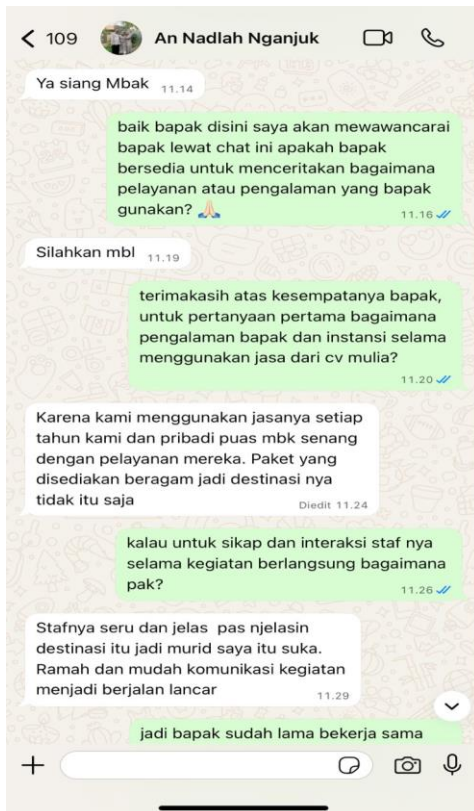 109 An Nadlah Nganjuk
Ya siang Mbak 11.14
baik bapak disini saya akan mewawancarai
bapak lewat chat ini apakah bapak
bersedia untuk menceritakan bagaimana
pelayanan atau pengalaman yang bapak
gunakan? 🙏🏻
11.16
Silahkan mbl 11.19
terimakasih atas kesempatanya bapak,
untuk pertanyaan pertama bagaimana
pengalaman bapak dan instansi selama
menggunakan jasa dari cv mulia?
11.20
Karena kami menggunakan jasanya setiap
tahun kami dan pribadi puas mbk senang
dengan pelayanan mereka. Paket yang
disediakan beragam jadi destinasi nya
tidak itu saja
Diedit 11.24
kalau untuk sikap dan interaksi staf nya
selama kegiatan berlangsung bagaimana
pak?
11.26
Stafnya seru dan jelas pas njelasin
destinasi itu jadi murid saya itu suka.
Ramah dan mudah komunikasi kegiatan
menjadi berjalan lancar
11.29
jadi bapak sudah lama bekerja sama